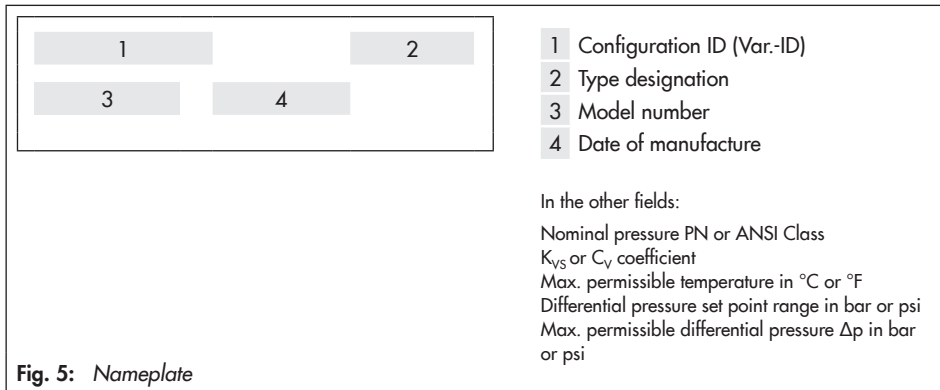 1 2
3 4
1 Configuration ID (Var.-ID)
2 Type designation
3 Model number
4 Date of manufacture
In the other fields:
Nominal pressure PN or ANSI Class
KVS or CV coefficient
Max. permissible temperature in °C or °F
Differential pressure set point range in bar or psi
Max. permissible differential pressure Δp in bar
or psi
Fig. 5: Nameplate